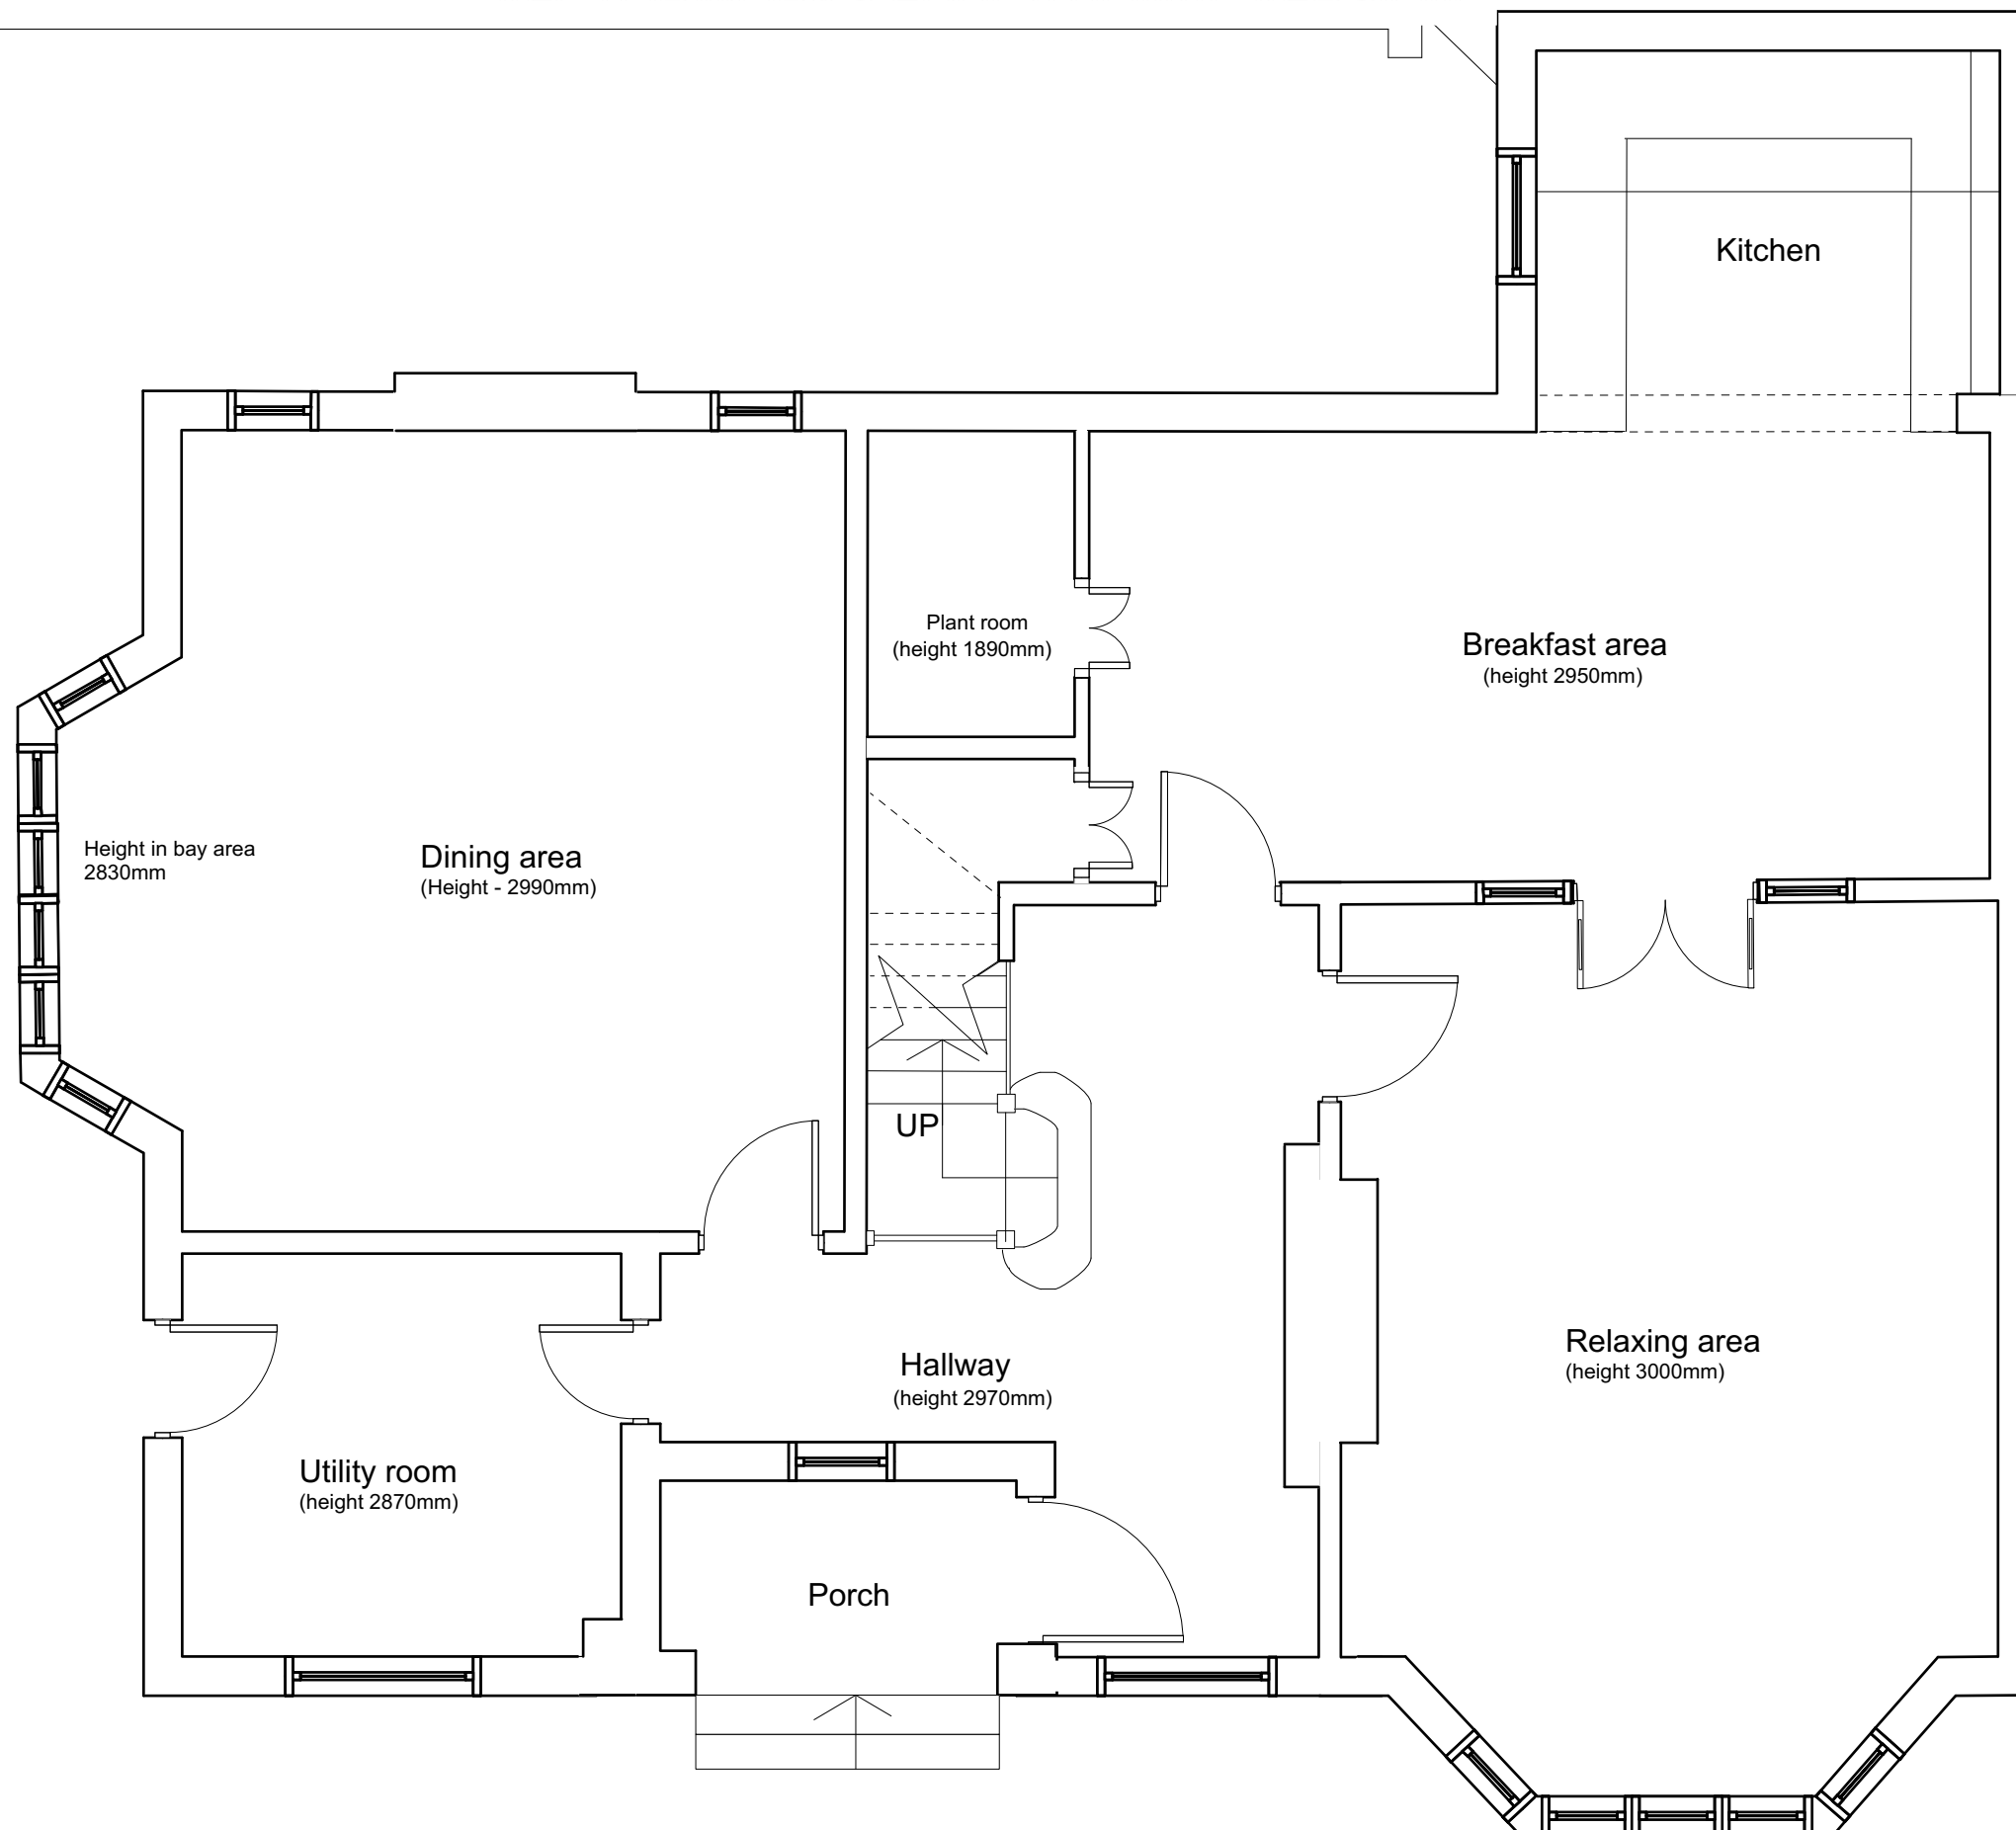 Kitchen
Plant room
(height 1890mm)
Breakfast area
(height 2950mm)
Height in bay area
2830mm
Dining area
(Height - 2990mm)
UP
Hallway
(height 2970mm)
Relaxing area
(height 3000mm)
Utility room
(height 2870mm)
Porch